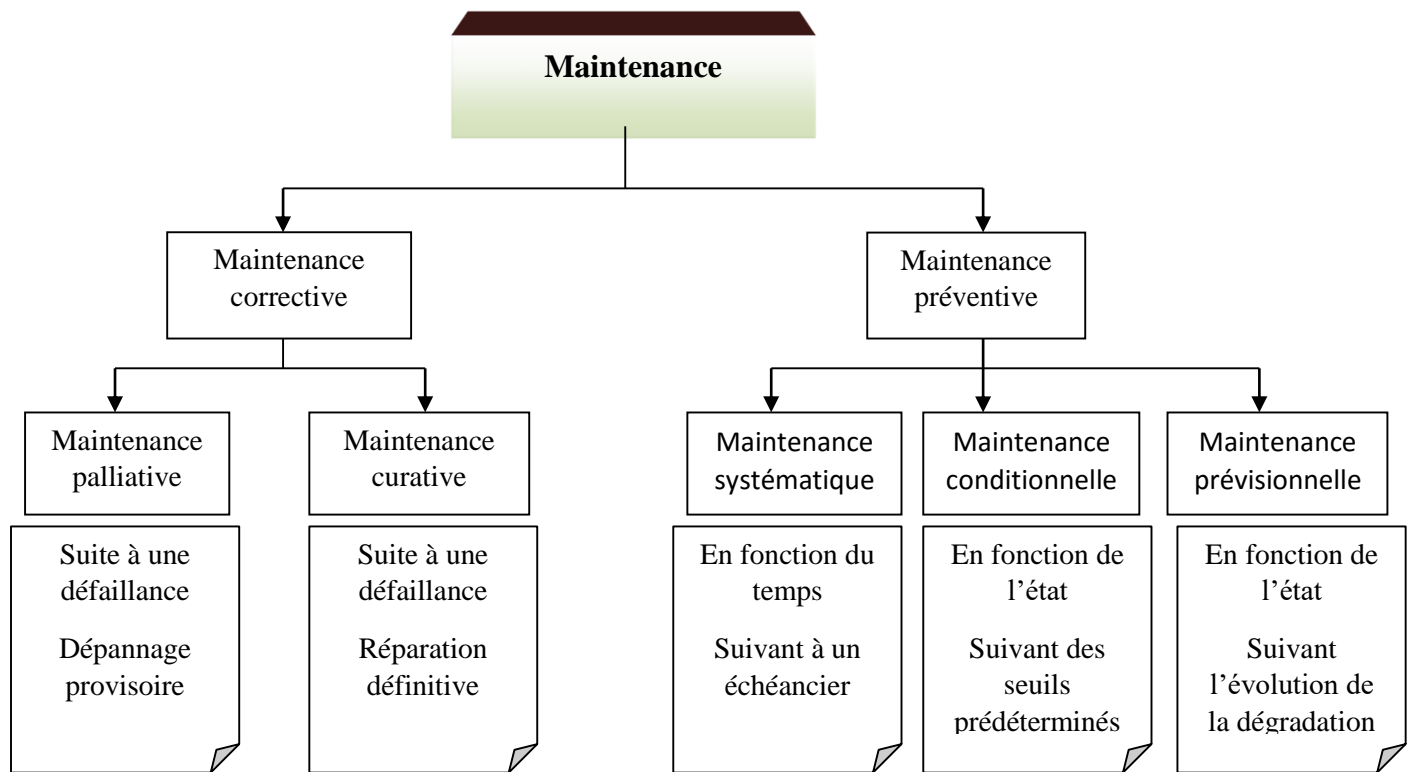 Maintenance
Maintenance
corrective
Maintenance
préventive
Maintenance
palliative
Maintenance
curative
Maintenance
systématique
Maintenance
conditionnelle
Maintenance
prévisionnelle
Suite à une
défaillance
Dépannage
provisoire
Suite à une
défaillance
Réparation
définitive
En fonction du
temps
Suivant à un
échéancier
En fonction de
l’état
Suivant des
seuils
prédéterminés
En fonction de
l’état
Suivant
l’évolution de
la dégradation